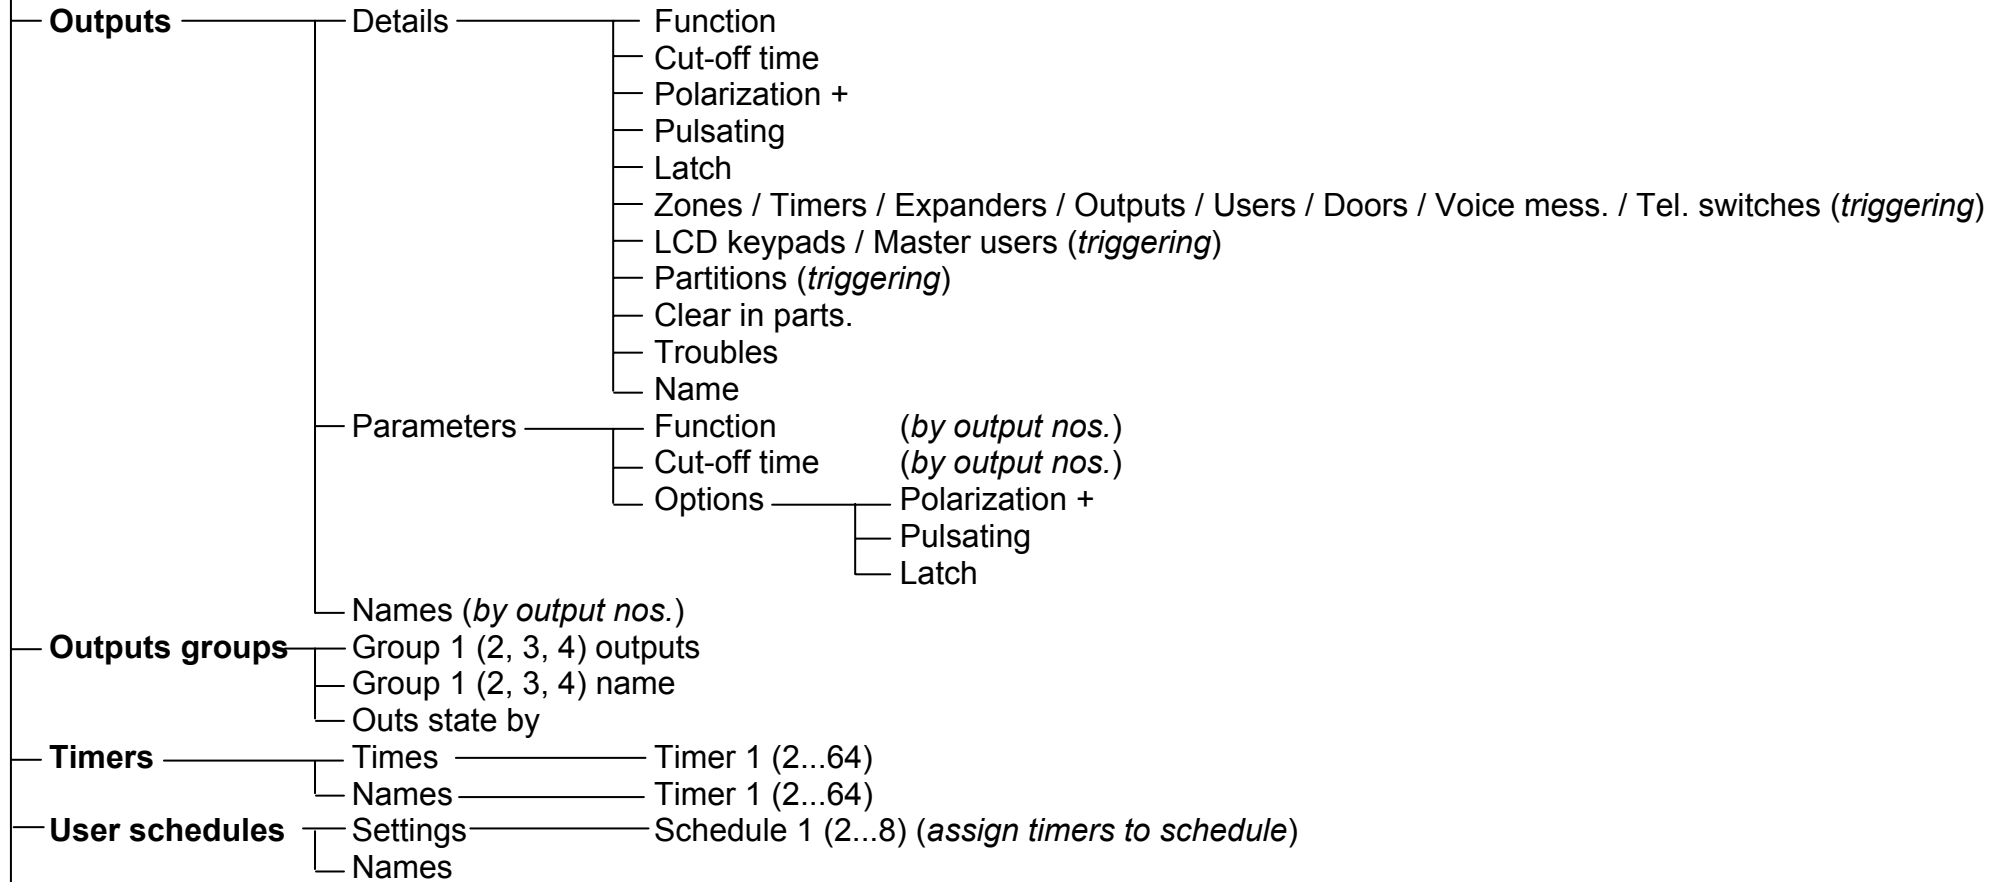 Outputs Details Function
Cut-off time
Polarization +
Pulsating
Latch
Zones / Timers / Expanders / Outputs / Users / Doors / Voice mess. / Tel. switches (triggering)
LCD keypads / Master users (triggering)
Partitions (triggering)
Clear in parts.
Troubles
Name
Parameters Function (by output nos.)
Cut-off time (by output nos.)
Options Polarization +
Pulsating
Latch
Names (by output nos.)
Outputs groups Group 1 (2, 3, 4) outputs
Group 1 (2, 3, 4) name
Outs state by
Timers Times Timer 1 (2...64)
Names Timer 1 (2...64)
User schedules Settings Schedule 1 (2...8) (assign timers to schedule)
Names